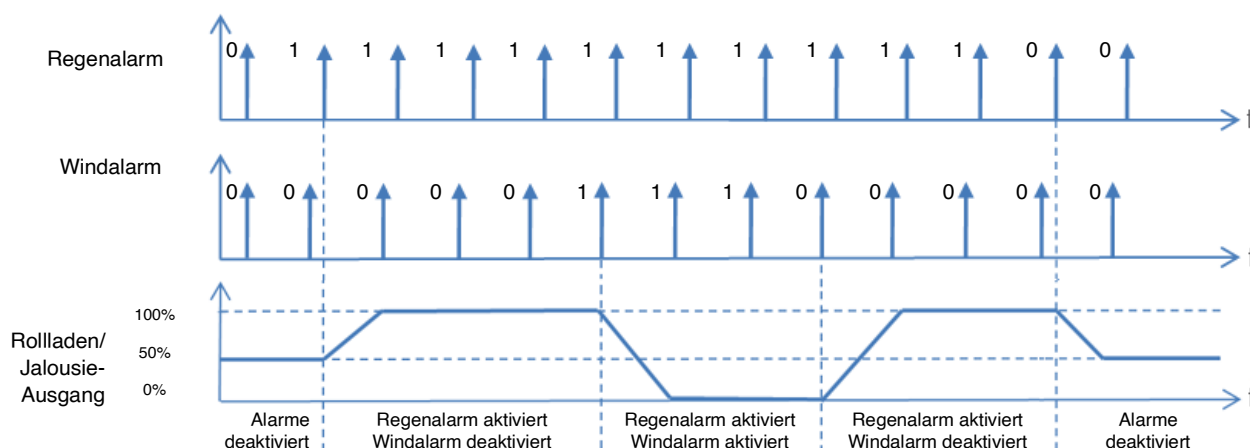 Regenalarm
0 1 1 1 1 1 1 1 1 1 1 0 0
t
Windalarm
0 0 0 0 0 1 1 1 0 0 0 0 0
t
100%
Rollladen/
50%
Jalousie-
0%
Ausgang
t
Alarme
deaktiviert
Regenalarm aktiviert
Windalarm deaktiviert
Regenalarm aktiviert
Windalarm aktiviert
Regenalarm aktiviert
Windalarm deaktiviert
Alarme
deaktiviert